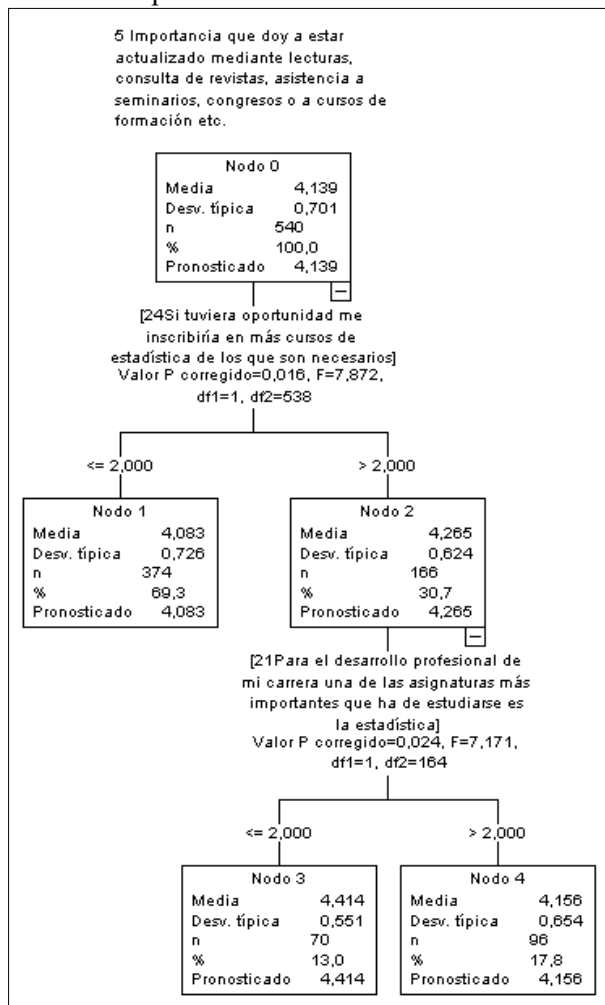 5 Importancia que doy a estar
actualizado mediante lecturas,
consulta de revistas, asistencia a
seminarios, congresos o a cursos de
formación etc.
Nodo 0
Media 4,139
Desv. típica 0,701
n 540
% 100,0
Pronosticado 4,139
[24Si tuviera oportunidad me
inscribiría en más cursos de
estadística de los que son necesarios]
Valor P corregido=0,016, F=7,872,
df1=1, df2=538
<= 2,000 > 2,000
Nodo 1
Media 4,083
Desv. típica 0,726
n 374
% 69,3
Pronosticado 4,083
Nodo 2
Media 4,265
Desv. típica 0,624
n 166
% 30,7
Pronosticado 4,265
[21Para el desarrollo profesional de
mi carrera una de las asignaturas más
importantes que ha de estudiarse es
la estadística]
Valor P corregido=0,024, F=7,171,
df1=1, df2=164
<= 2,000 > 2,000
Nodo 3
Media 4,414
Desv. típica 0,551
n 70
% 13,0
Pronosticado 4,414
Nodo 4
Media 4,156
Desv. típica 0,654
n 96
% 17,8
Pronosticado 4,156